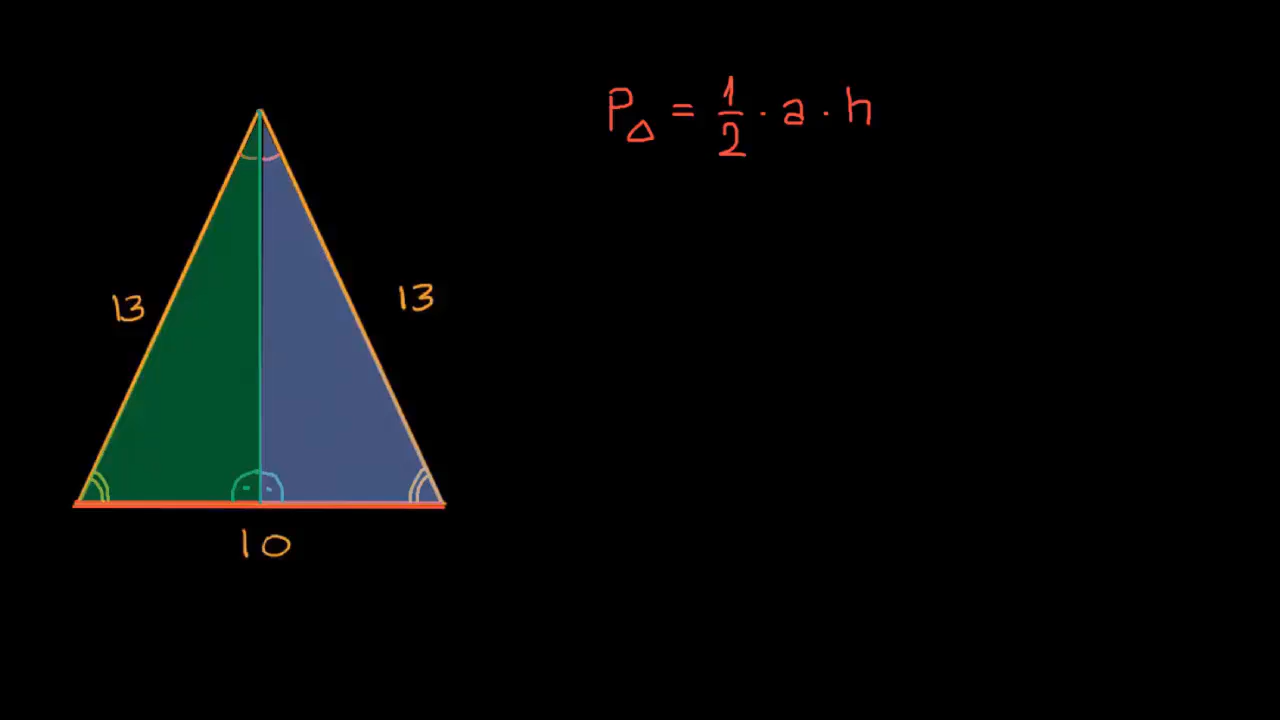 P△ = 1/2 · a · h
13
13
10